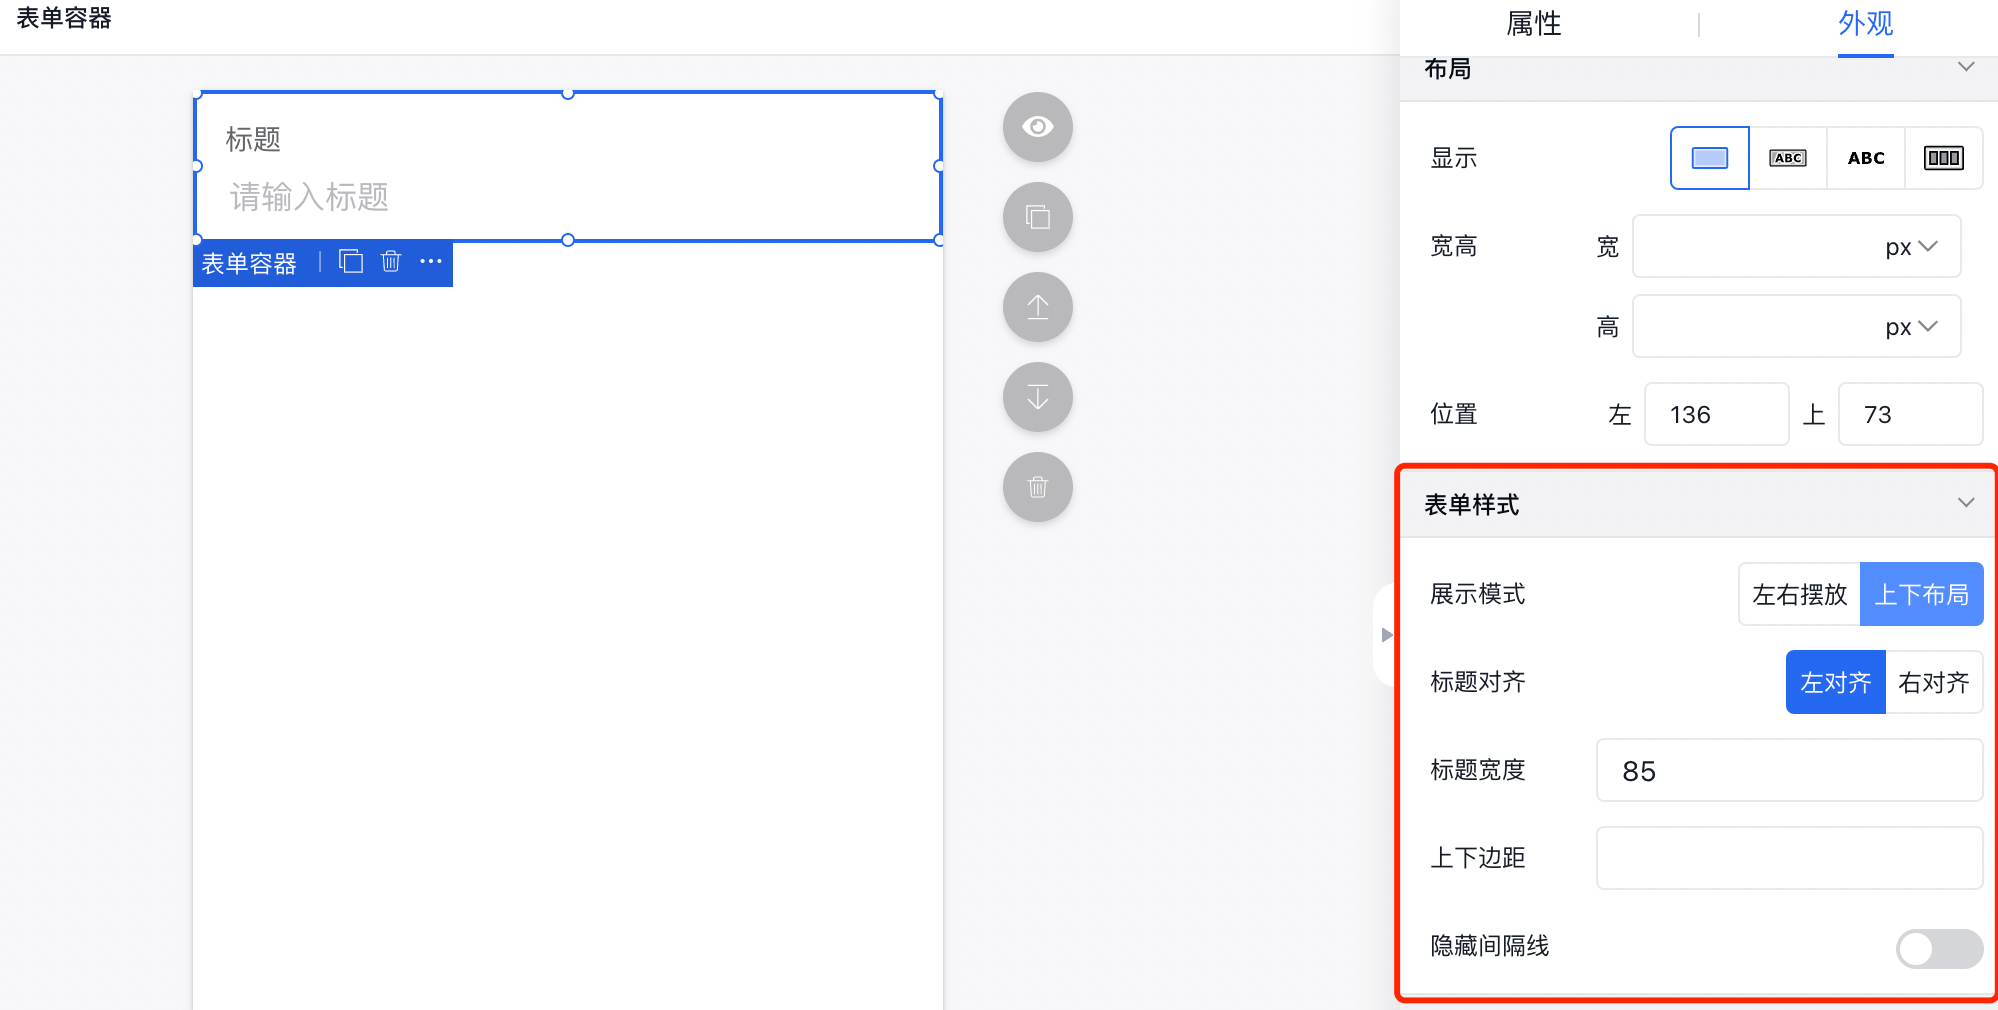 表单容器
标题
请输入标题
表单容器
属性 外观
布局
显示 ABC ABC
宽高 宽 px
高 px
位置 左 136 上 73
表单样式
展示模式 左右摆放 上下布局
标题对齐 左对齐 右对齐
标题宽度 85
上下边距
隐藏间隔线